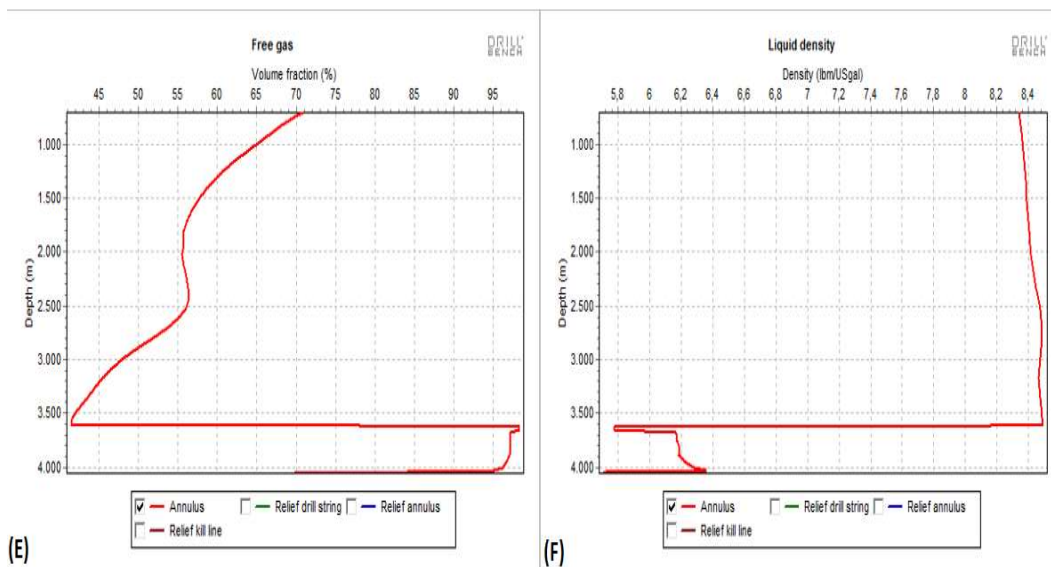 Free gas
DRILL'
BENCH
Volume fraction (%)
45 50 55 60 65 70 75 80 85 90 95
1.000
1.500
2.000
2.500
3.000
3.500
4.000
Depth (m)
Annulus Relief drill string Relief annulus
Relief kill line
(E)
Liquid density
DRILL'
BENCH
Density (lbm/USgal)
5,8 6 6,2 6,4 6,6 6,8 7 7,2 7,4 7,6 7,8 8 8,2 8,4
1.000
1.500
2.000
2.500
3.000
3.500
4.000
Depth (m)
Annulus Relief drill string Relief annulus
Relief kill line
(F)